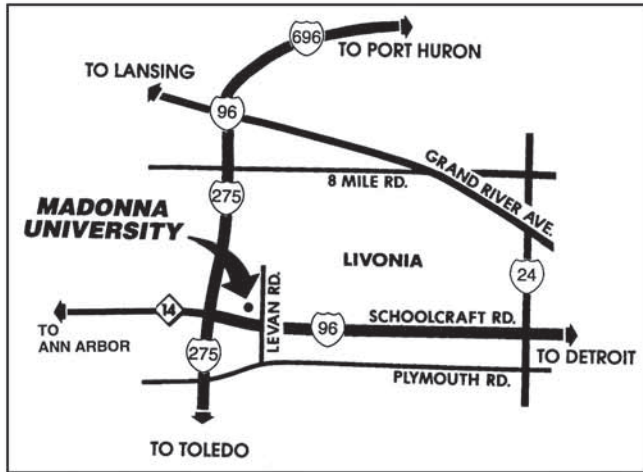 696
TO PORT HURON
TO LANSING
96
GRAND RIVER AVE.
8 MILE RD.
275
MADONNA
UNIVERSITY
LIVONIA
24
LEVAN RD.
14
96
SCHOOLCRAFT RD.
TO
ANN ARBOR
275
TO DETROIT
PLYMOUTH RD.
TO TOLEDO